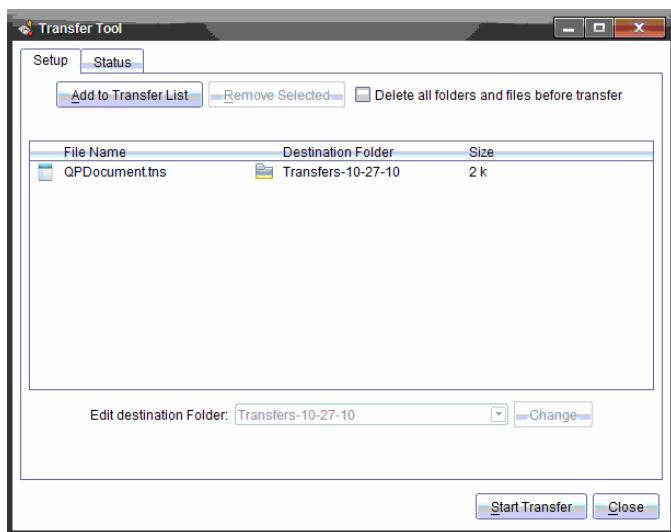 Transfer Tool
Setup Status
Add to Transfer List Remove Selected Delete all folders and files before transfer
File Name Destination Folder Size
QPDocument.tns Transfers-10-27-10 2 k
Edit destination Folder: Transfers-10-27-10 Change
Start Transfer Close